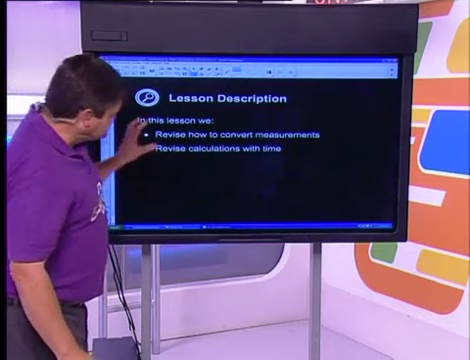 Lesson Description
In this lesson we:
• Revise how to convert measurements
Revise calculations with time